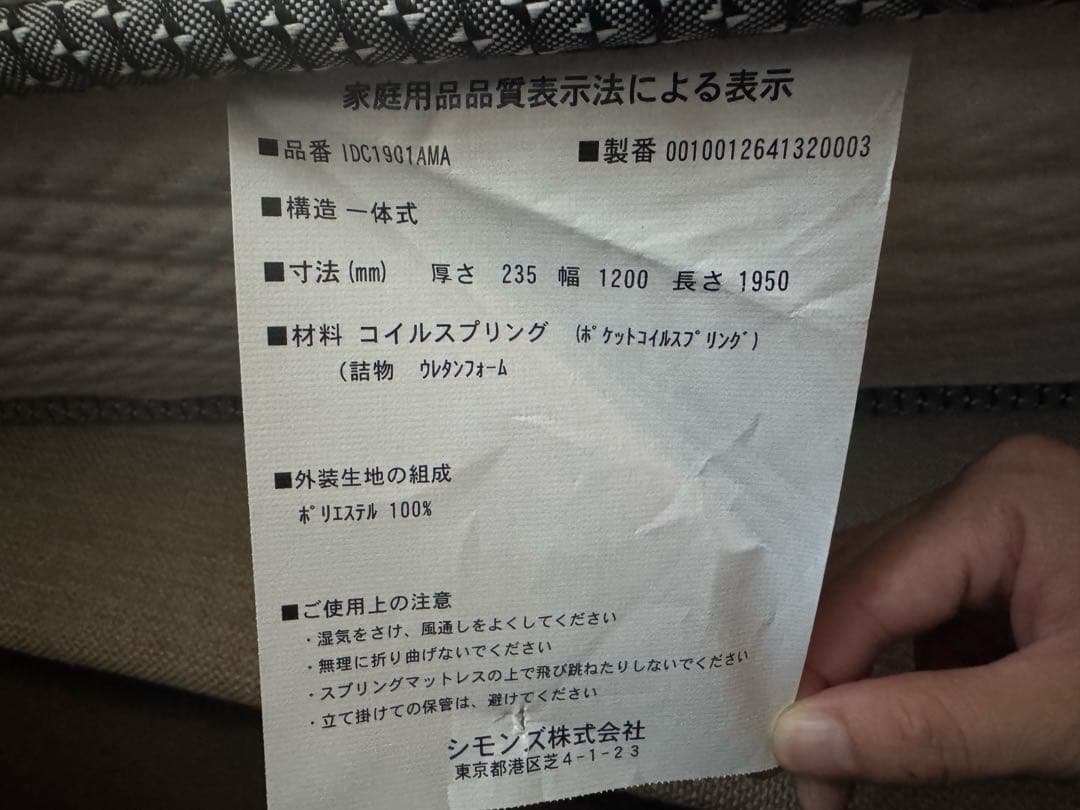 家庭用品品質表示法による表示
■品番 IDC1901AMA ■製番 0010012641320003
■構造 一体式
■寸法(mm) 厚さ 235 幅 1200 長さ 1950
■材料 コイルスプリング (ﾎﾟｹｯﾄｺｲﾙｽﾌﾟﾘﾝｸﾞ)
(詰物 ｳﾚﾀﾝﾌｫｰﾑ
■外装生地の組成
ﾎﾟﾘｴｽﾃﾙ 100%
■ご使用上の注意
・湿気をさけ、風通しをよくしてください
・無理に折り曲げないでください
・スプリングマットレスの上で飛び跳ねたりしないでください
・立て掛けての保管は、避けてください
シモンズ株式会社
東京都港区芝4-1-23